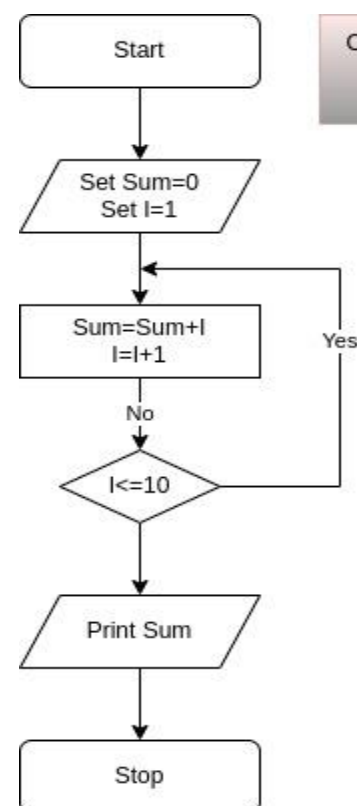 Start
Set Sum=0
Set I=1
Sum=Sum+I
I=I+1
Yes
No
I<=10
Print Sum
Stop